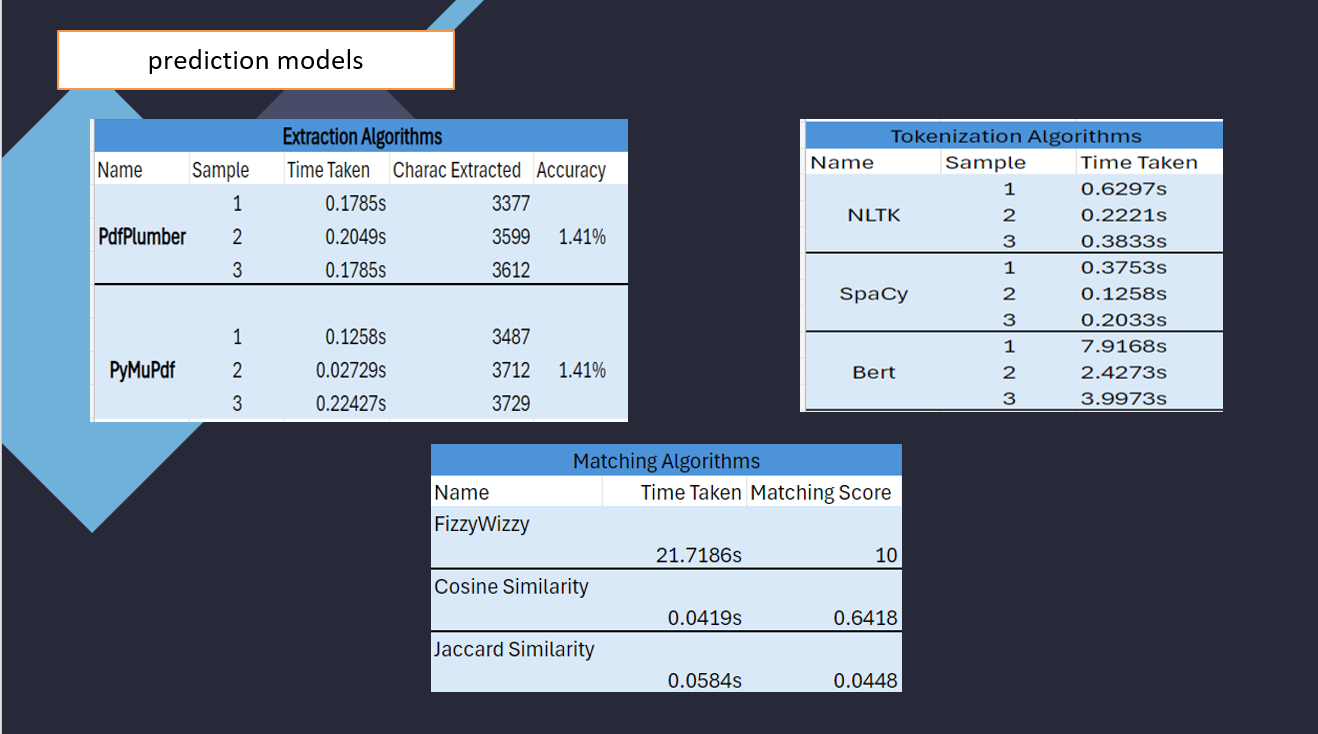 prediction models
Extraction Algorithms
Name Sample Time Taken Charac Extracted Accuracy
1 0.1785s 3377
PdfPlumber 2 0.2049s 3599 1.41%
3 0.1785s 3612
1 0.1258s 3487
PyMuPdf 2 0.02729s 3712 1.41%
3 0.22427s 3729
Tokenization Algorithms
Name Sample Time Taken
1 0.6297s
NLTK 2 0.2221s
3 0.3833s
1 0.3753s
SpaCy 2 0.1258s
3 0.2033s
1 7.9168s
Bert 2 2.4273s
3 3.9973s
Matching Algorithms
Name Time Taken Matching Score
FizzyWizzy
21.7186s 10
Cosine Similarity
0.0419s 0.6418
Jaccard Similarity
0.0584s 0.0448